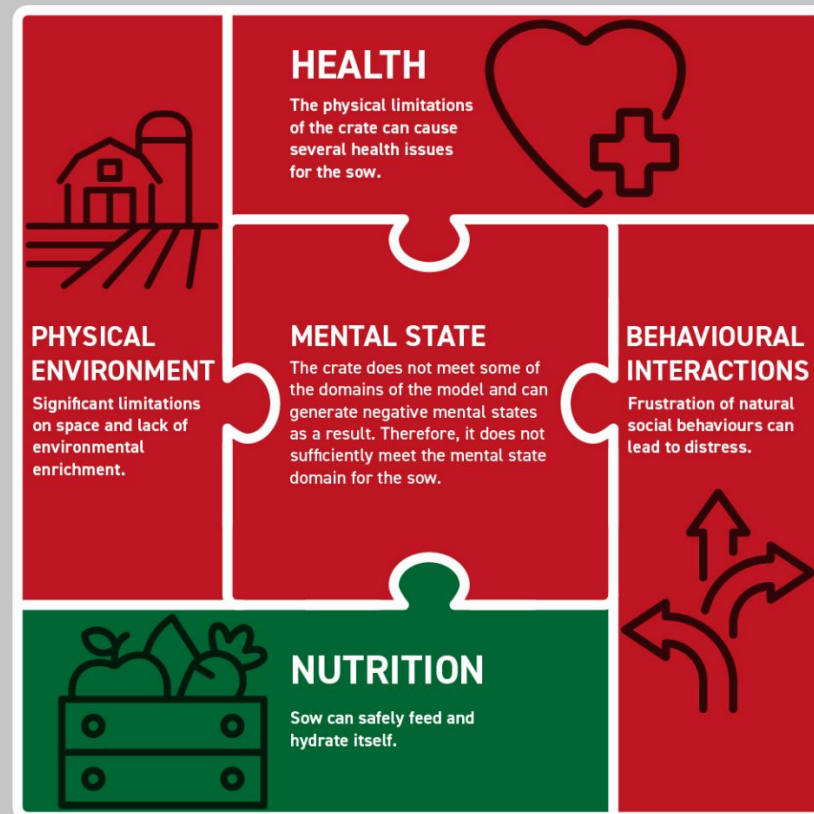 HEALTH
The physical limitations
of the crate can cause
several health issues
for the sow.
PHYSICAL
ENVIRONMENT
Significant limitations
on space and lack of
environmental
enrichment.
MENTAL STATE
The crate does not meet some of
the domains of the model and can
generate negative mental states
as a result. Therefore, it does not
sufficiently meet the mental state
domain for the sow.
BEHAVIOURAL
INTERACTIONS
Frustration of natural
social behaviours can
lead to distress.
NUTRITION
Sow can safely feed and
hydrate itself.